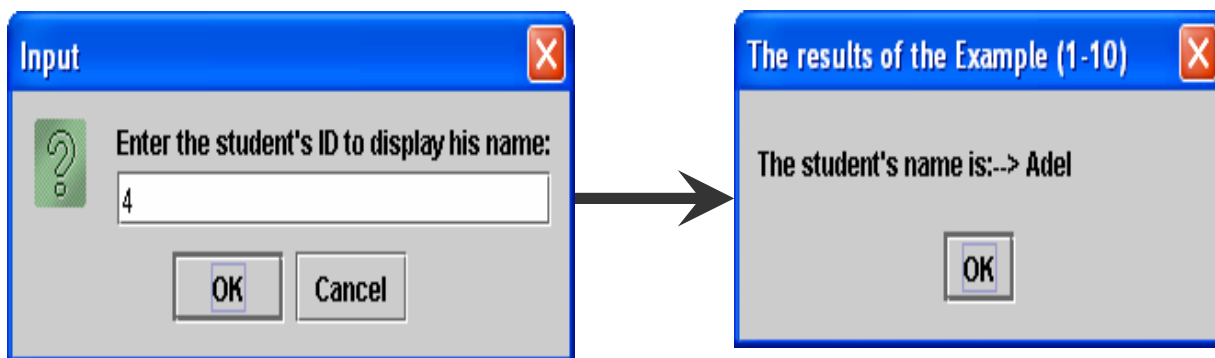 Input
Enter the student's ID to display his name:
4
OK
Cancel
The results of the Example (1-10)
The student's name is:--> Adel
OK